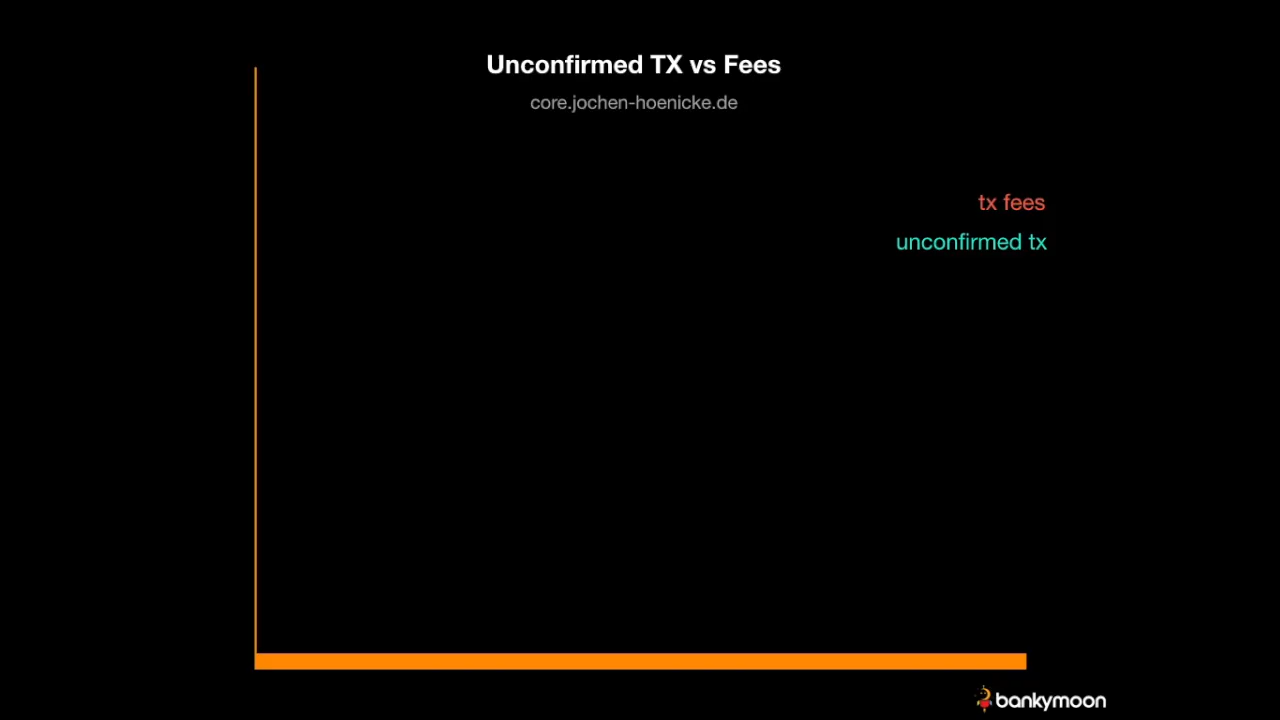 Unconfirmed TX vs Fees
core.jochen-hoenicke.de
tx fees
unconfirmed tx
bankymoon